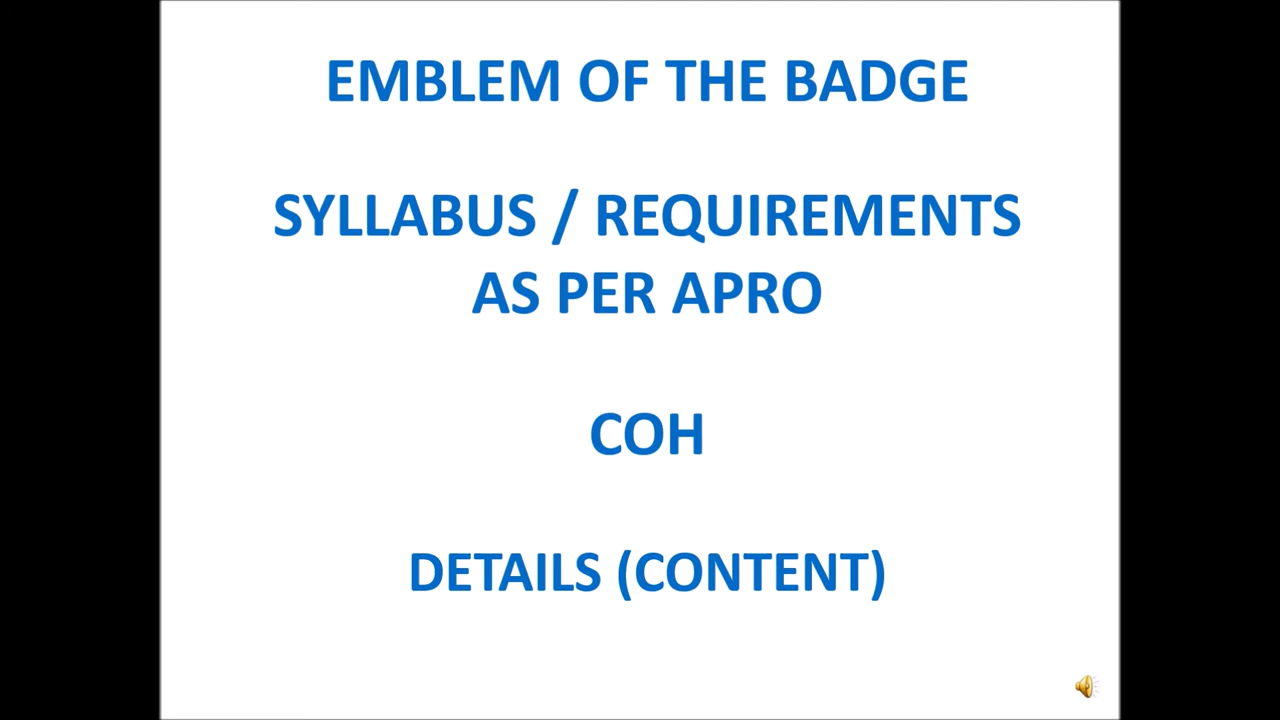 EMBLEM OF THE BADGE
SYLLABUS / REQUIREMENTS
AS PER APRO
COH
DETAILS (CONTENT)